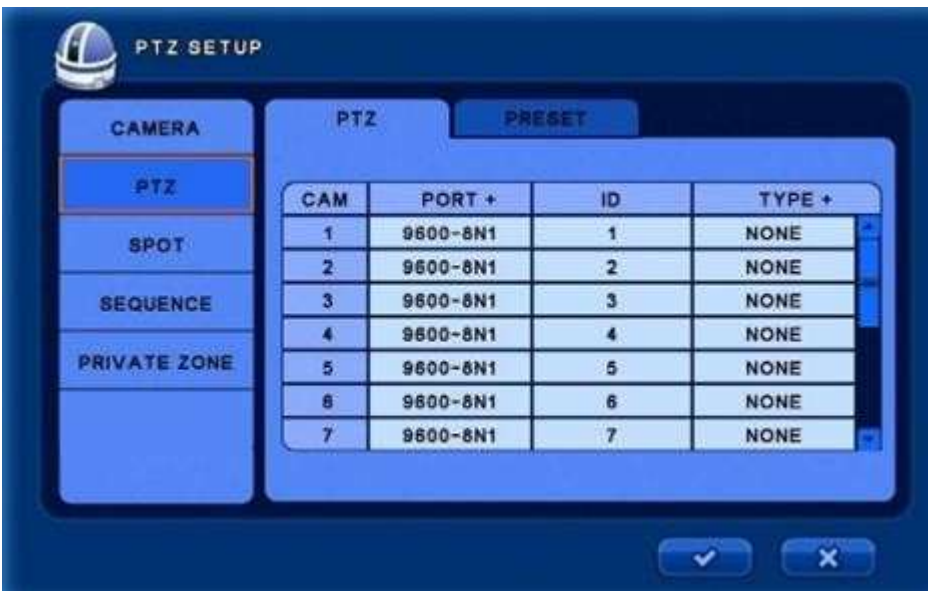 PTZ SETUP
CAMERA
PTZ
SPOT
SEQUENCE
PRIVATE ZONE
PTZ PRESET
CAM PORT + ID TYPE +
1 9600-8N1 1 NONE
2 9600-8N1 2 NONE
3 9600-8N1 3 NONE
4 9600-8N1 4 NONE
5 9600-8N1 5 NONE
6 9600-8N1 6 NONE
7 9600-8N1 7 NONE